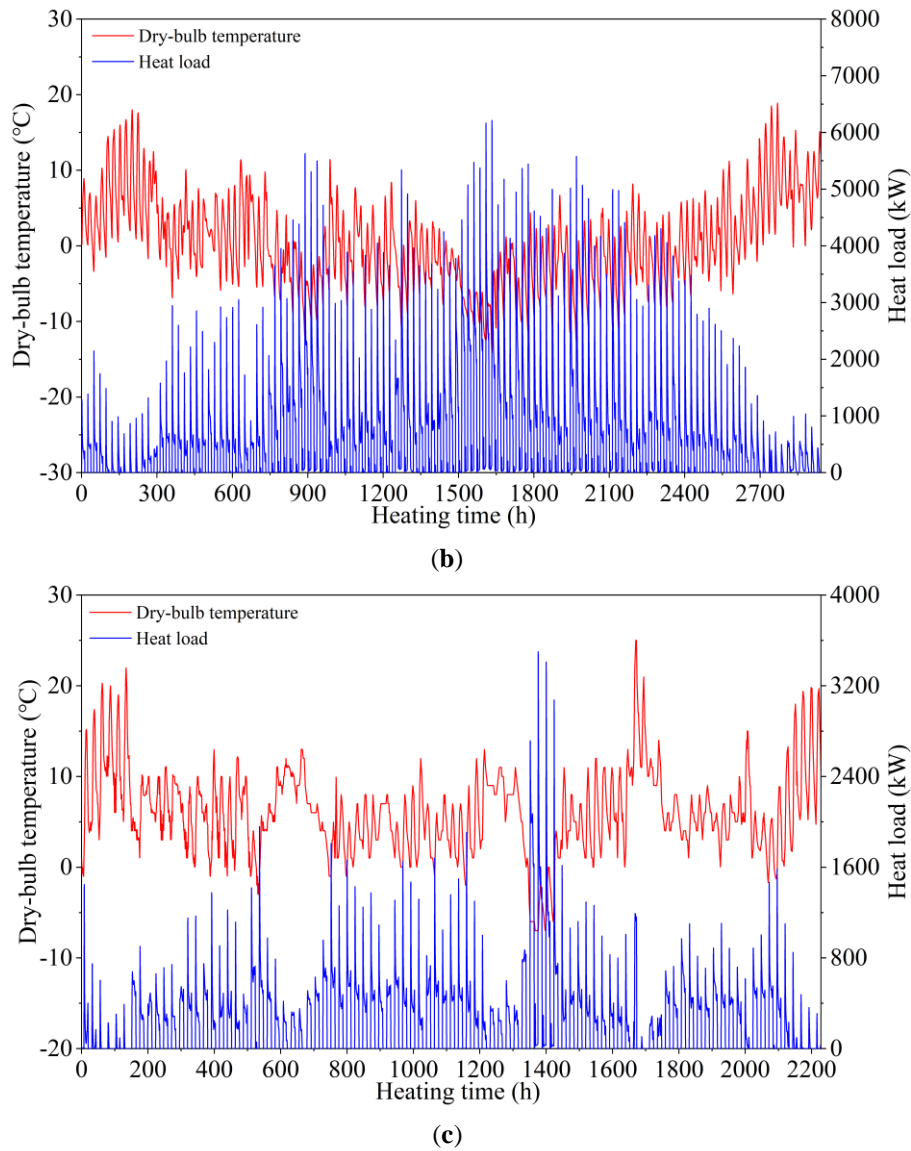 30
8000
Dry-bulb temperature
Heat load
7000
20
6000
10
5000
0
4000
3000
-10
2000
-20
1000
-30
0
Dry-bulb temperature (°C)
Heat load (kW)
0 300 600 900 1200 1500 1800 2100 2400 2700
Heating time (h)
(b)
30
4000
Dry-bulb temperature
Heat load
20
3200
10
2400
0
1600
-10
800
-20
0
Dry-bulb temperature (°C)
Heat load (kW)
0 200 400 600 800 1000 1200 1400 1600 1800 2000 2200
Heating time (h)
(c)